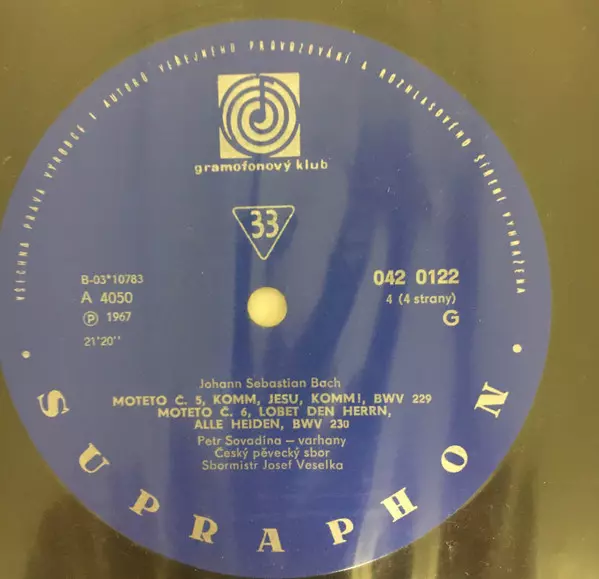 VŠECHNA PRÁVA VÝROBCE I AUTORŮ VEŘEJNÉHO PROVOZOVÁNÍ A ROZHLASOVÉHO ŠÍŘENÍ VYHRAŽENA
gramofonový klub
33
B-03*10783
A 4050
Ⓟ 1967
21'20''
042 0122
4 (4 strany)
G
Johann Sebastian Bach
MOTETO Č. 5, KOMM, JESU, KOMM!, BWV 229
MOTETO Č. 6, LOBET DEN HERRN,
ALLE HEIDEN, BWV 230
Petr Sovadina – varhany
Český pěvecký sbor
Sbormistr Josef Veselka
• SUPRAPHON •